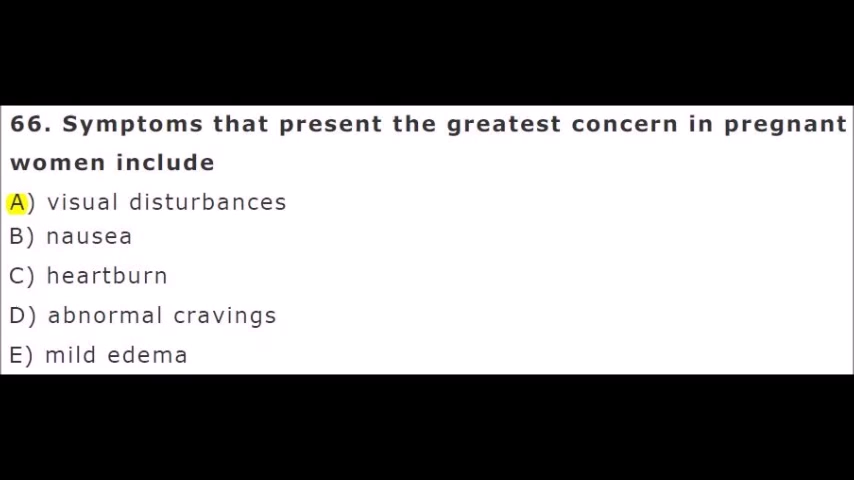 66. Symptoms that present the greatest concern in pregnant
women include
A) visual disturbances
B) nausea
C) heartburn
D) abnormal cravings
E) mild edema